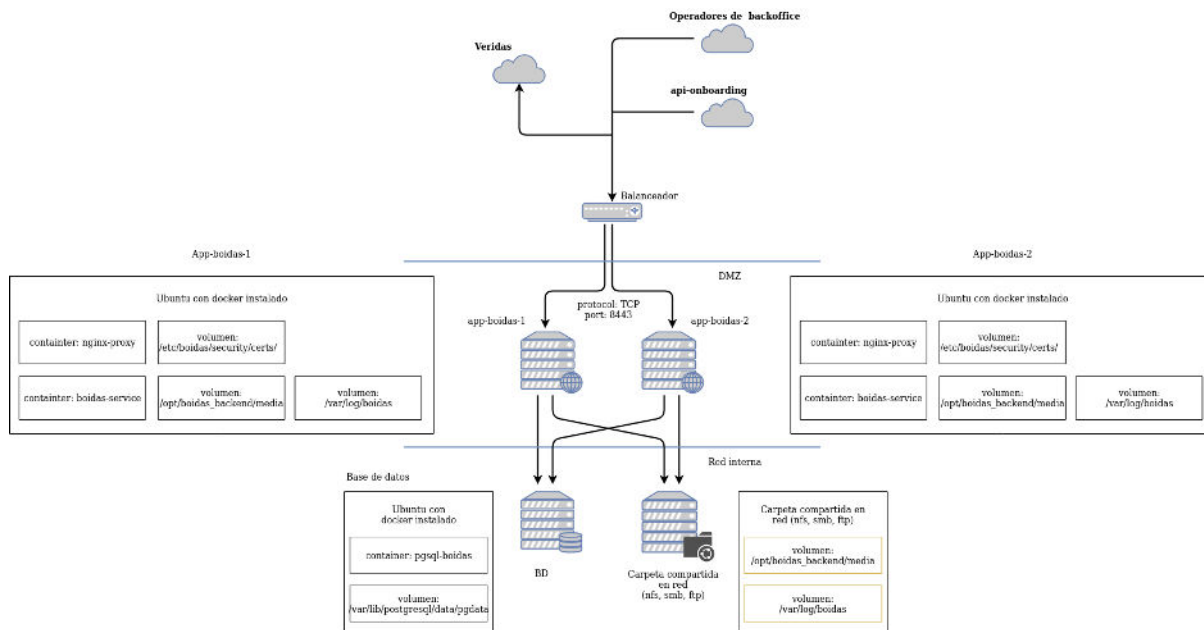 Operadores de backoffice
Veridas
api-onboarding
Balanceador
App-boidas-1
App-boidas-2
DMZ
Ubuntu con docker instalado
containter: nginx-proxy
volumen:
/etc/boidas/security/certs/
containter: boidas-service
volumen:
/opt/boidas_backend/media
volumen:
/var/log/boidas
protocol: TCP
port: 8443
app-boidas-1
app-boidas-2
Ubuntu con docker instalado
containter: nginx-proxy
volumen:
/etc/boidas/security/certs/
containter: boidas-service
volumen:
/opt/boidas_backend/media
volumen:
/var/log/boidas
Red interna
Base de datos
Ubuntu con
docker instalado
container: pgsql-boidas
volumen:
/var/lib/postgresql/data/pgdata
BD
Carpeta compartida
en red
(nfs, smb, ftp)
Carpeta compartida en
red (nfs, smb, ftp)
volumen:
/opt/boidas_backend/media
volumen:
/var/log/boidas